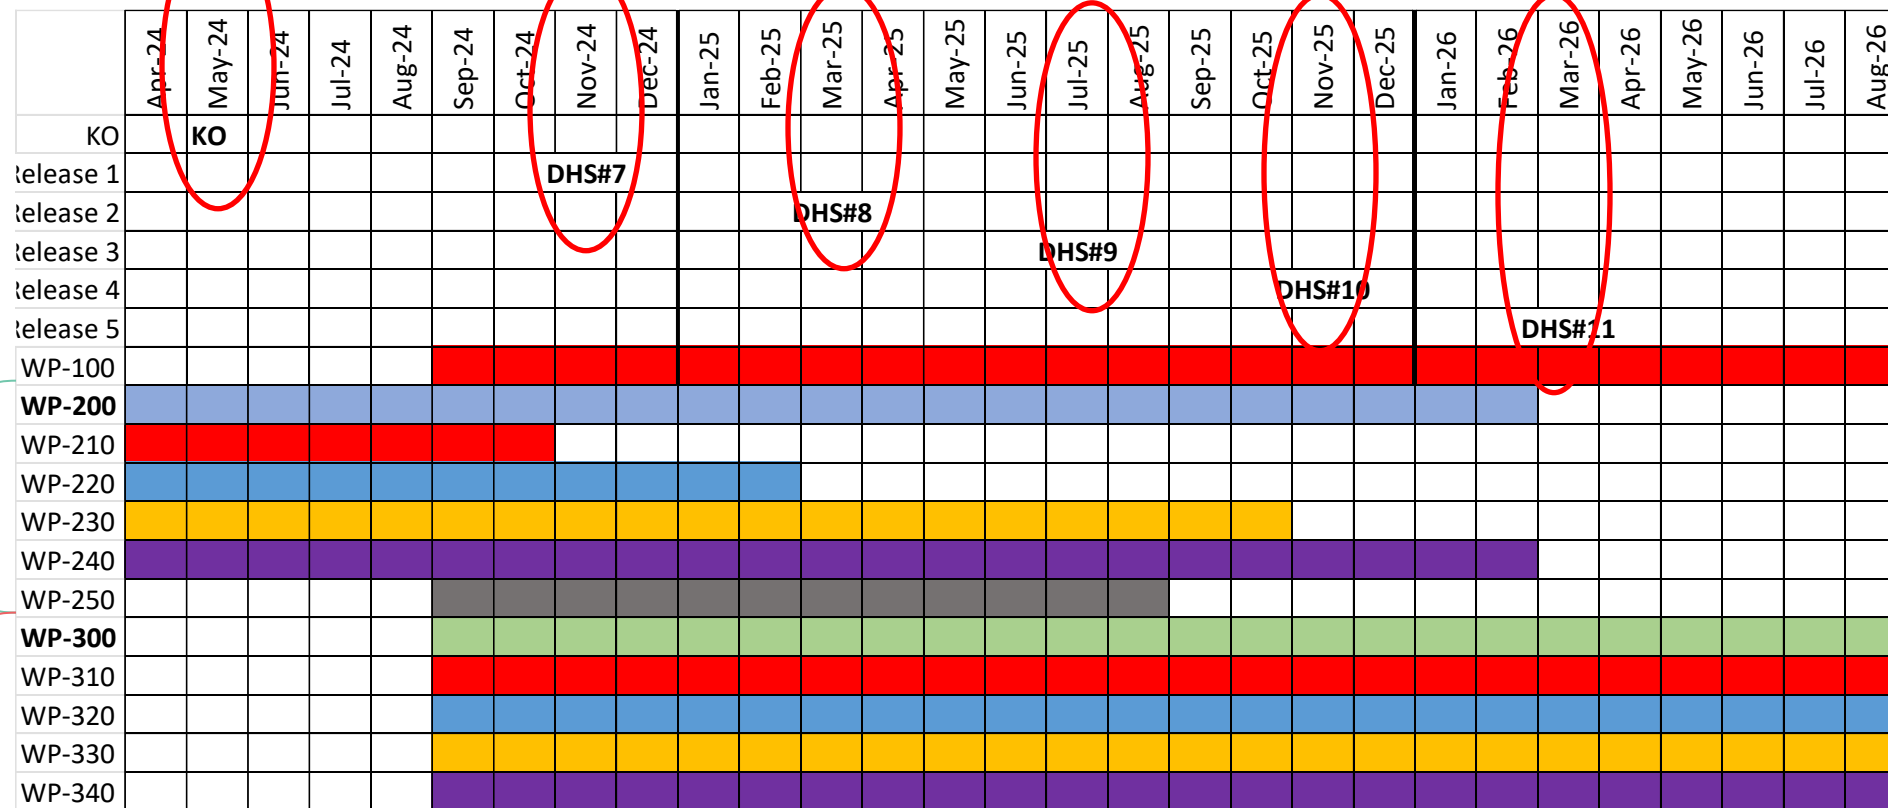 Apr-24 May-24 Jun-24 Jul-24 Aug-24 Sep-24 Oct-24 Nov-24 Dec-24 Jan-25 Feb-25 Mar-25 Apr-25 May-25 Jun-25 Jul-25 Aug-25 Sep-25 Oct-25 Nov-25 Dec-25 Jan-26 Feb-26 Mar-26 Apr-26 May-26 Jun-26 Jul-26 Aug-26
KO KO
Release 1 DHS#7
Release 2 DHS#8
Release 3 DHS#9
Release 4 DHS#10
Release 5 DHS#11
WP-100
WP-200
WP-210
WP-220
WP-230
WP-240
WP-250
WP-300
WP-310
WP-320
WP-330
WP-340